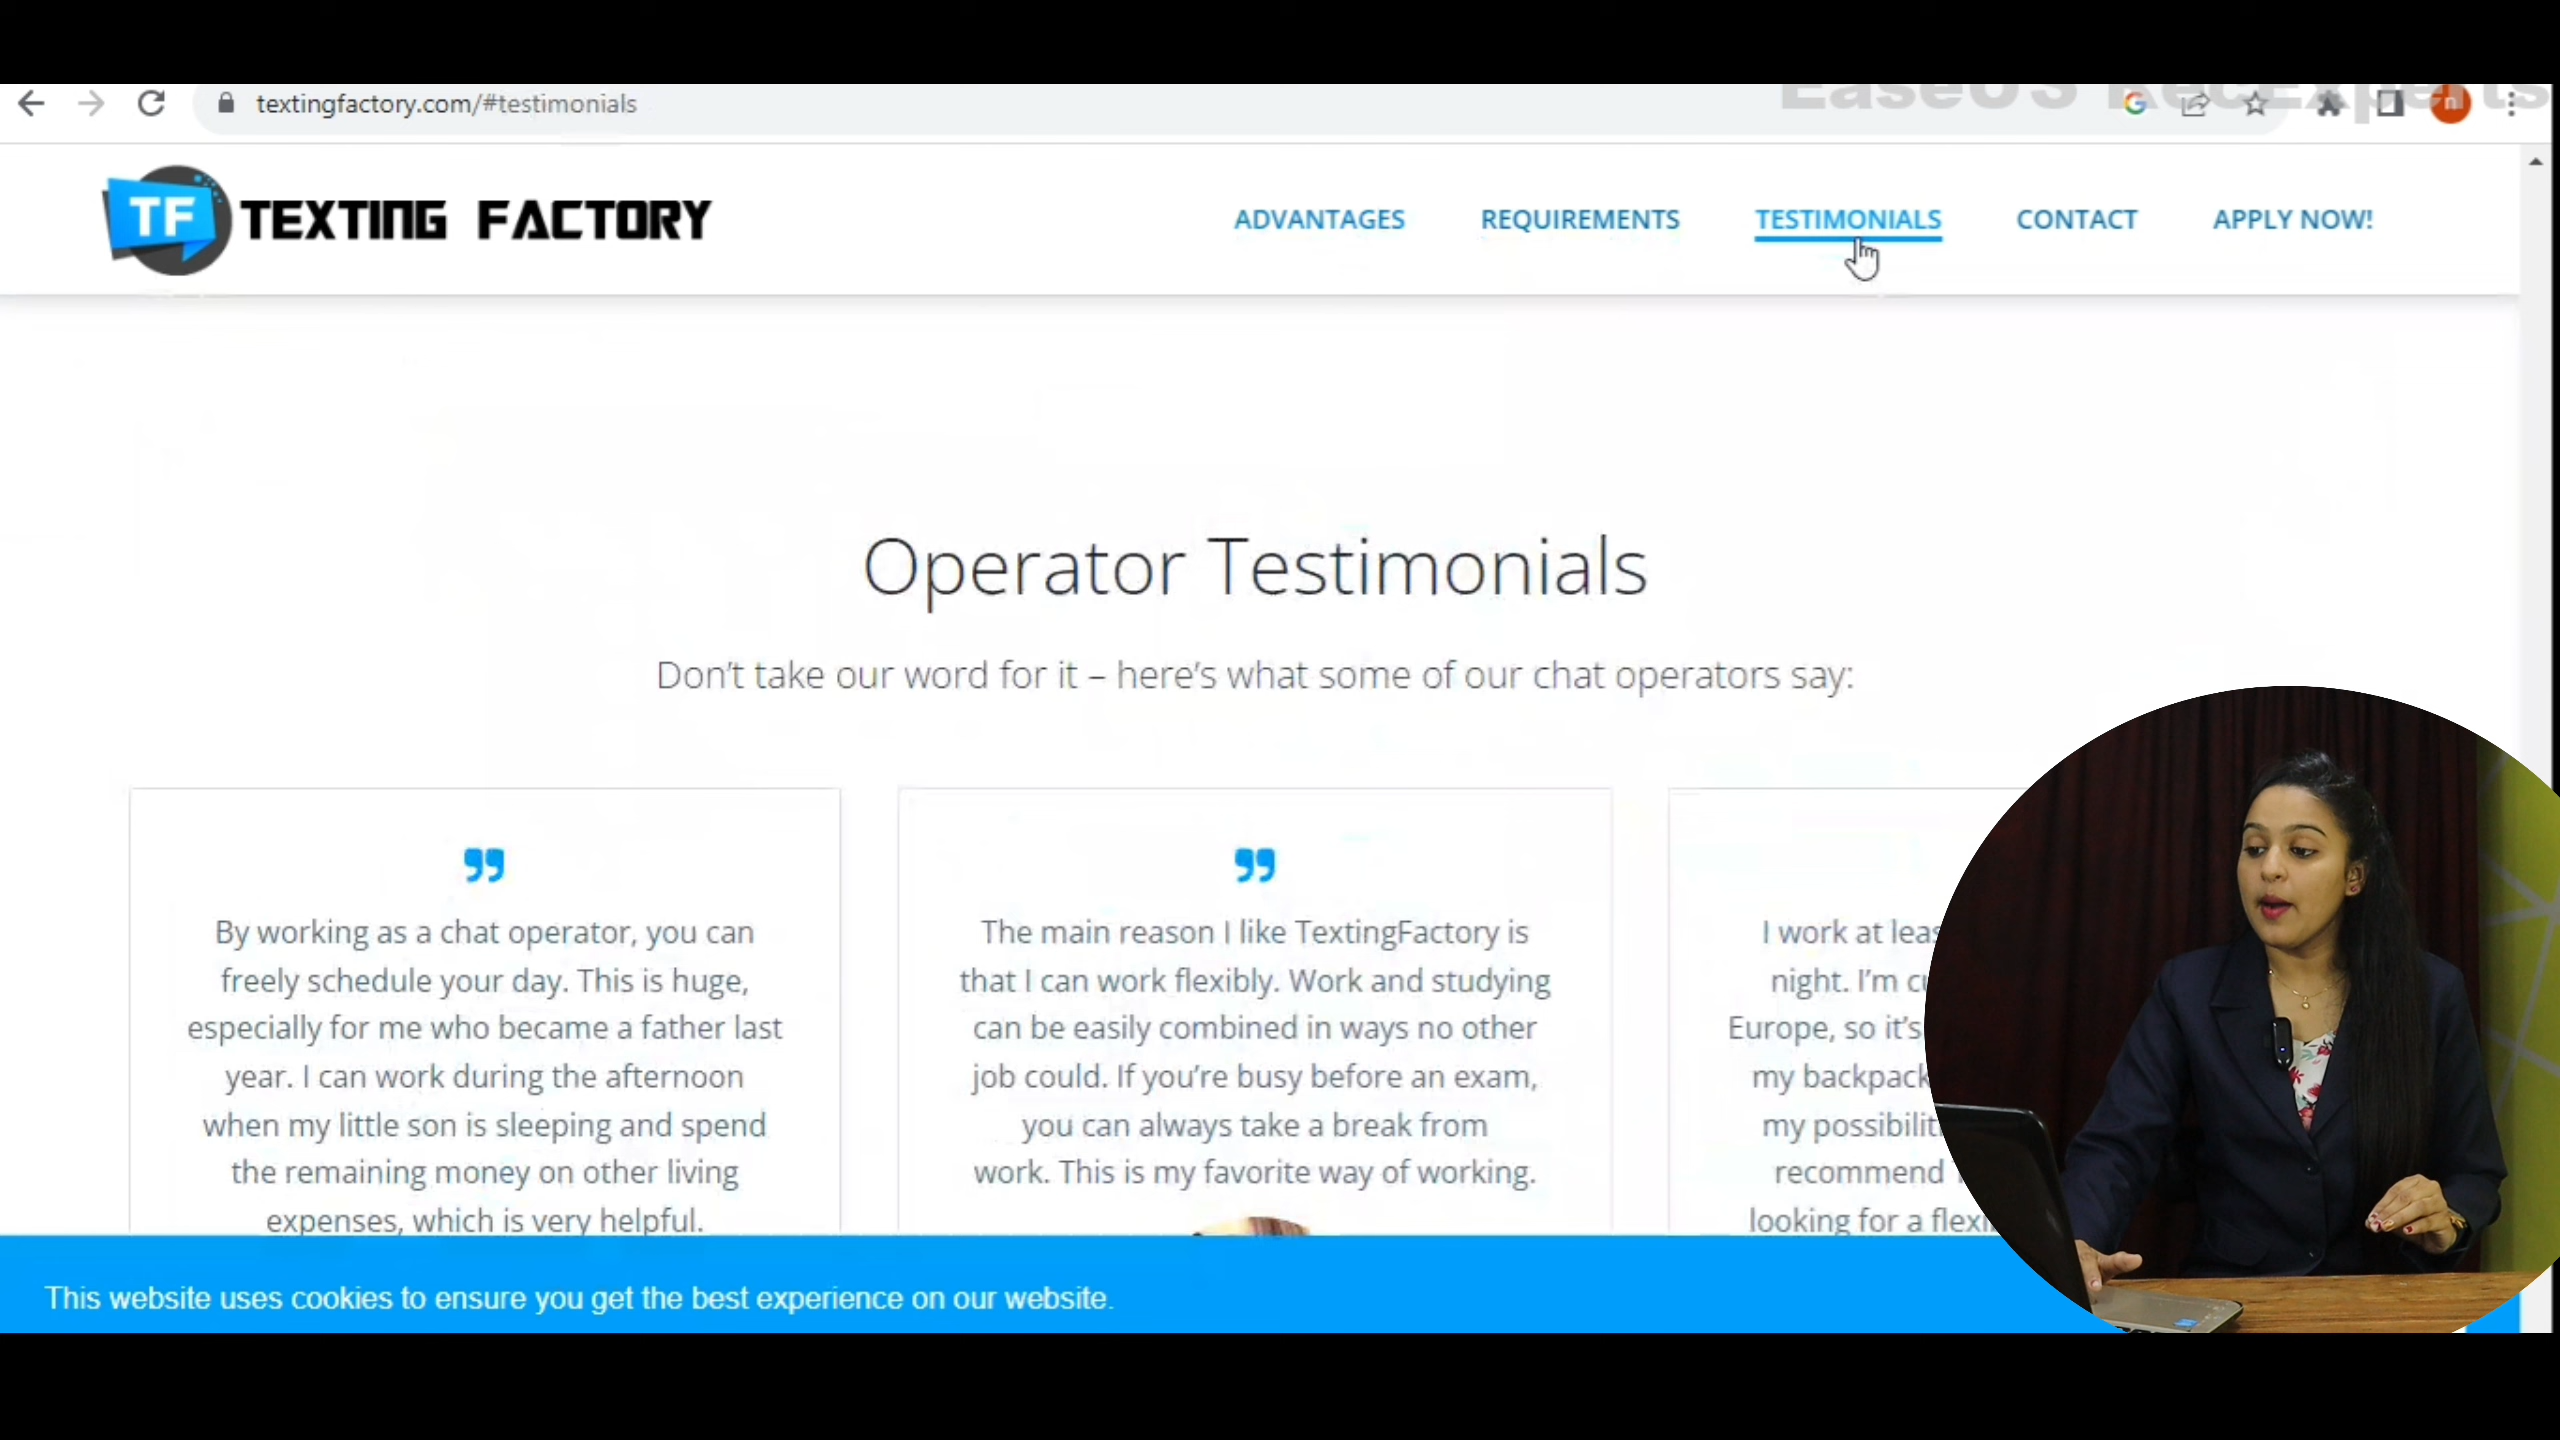 textingfactory.com/#testimonials
EaseUS RecExperts
n
TF TEXTING FACTORY
ADVANTAGES
REQUIREMENTS
TESTIMONIALS
CONTACT
APPLY NOW!
Operator Testimonials
Don't take our word for it – here's what some of our chat operators say:
By working as a chat operator, you can
freely schedule your day. This is huge,
especially for me who became a father last
year. I can work during the afternoon
when my little son is sleeping and spend
the remaining money on other living
expenses, which is very helpful.
The main reason I like TextingFactory is
that I can work flexibly. Work and studying
can be easily combined in ways no other
job could. If you're busy before an exam,
you can always take a break from
work. This is my favorite way of working.
I work at leas
night. I'm
Europe, so it's
my backpack
my possibilit
recommend
looking for a flexi
This website uses cookies to ensure you get the best experience on our website.